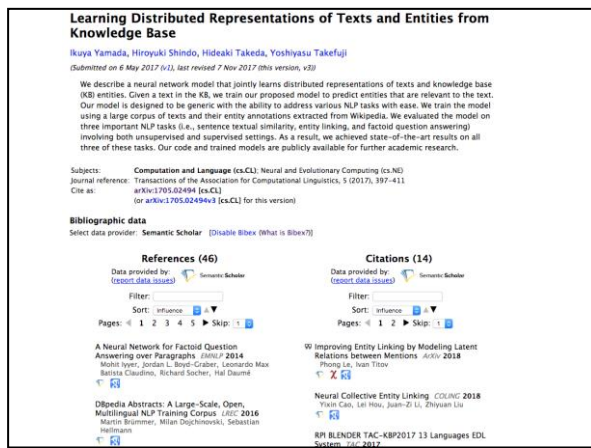 Learning Distributed Representations of Texts and Entities from
Knowledge Base
Ikuya Yamada, Hiroyuki Shindo, Hideaki Takeda, Yoshiyasu Takefuji
(Submitted on 6 May 2017 (v1), last revised 7 Nov 2017 (this version, v3))
We describe a neural network model that jointly learns distributed representations of texts and knowledge base
(KB) entities. Given a text in the KB, we train our proposed model to predict entities that are relevant to the text.
Our model is designed to be generic with the ability to address various NLP tasks with ease. We train the model
using a large corpus of texts and their entity annotations extracted from Wikipedia. We evaluated the model on
three important NLP tasks (i.e., sentence textual similarity, entity linking, and factoid question answering)
involving both unsupervised and supervised settings. As a result, we achieved state-of-the-art results on all
three of these tasks. Our code and trained models are publicly available for further academic research.
Subjects: Computation and Language (cs.CL); Neural and Evolutionary Computing (cs.NE)
Journal reference: Transactions of the Association for Computational Linguistics, 5 (2017), 397-411
Cite as: arXiv:1705.02494 [cs.CL]
(or arXiv:1705.02494v3 [cs.CL] for this version)
Bibliographic data
Select data provider: Semantic Scholar [Disable Bibex (What is Bibex?)]
References (46)
Data provided by:
(report data issues)
Semantic Scholar
Filter:
Sort: Influence
Pages: 1 2 3 4 5 Skip: 1
A Neural Network for Factoid Question
Answering over Paragraphs EMNLP 2014
Mohit Iyyer, Jordan L. Boyd-Graber, Leonardo Max
Batista Claudino, Richard Socher, Hal Daumé
DBpedia Abstracts: A Large-Scale, Open,
Multilingual NLP Training Corpus LREC 2016
Martin Brümmer, Milan Dojchinovski, Sebastian
Hellmann
Citations (14)
Data provided by:
(report data issues)
Semantic Scholar
Filter:
Sort: Influence
Pages: 1 2 Skip: 1
Improving Entity Linking by Modeling Latent
Relations between Mentions ArXiv 2018
Phong Le, Ivan Titov
Neural Collective Entity Linking COLING 2018
Yixin Cao, Lei Hou, Juan-Zi Li, Zhiyuan Liu
RPI BLENDER TAC-KBP2017 13 Languages EDL
System TAC 2017